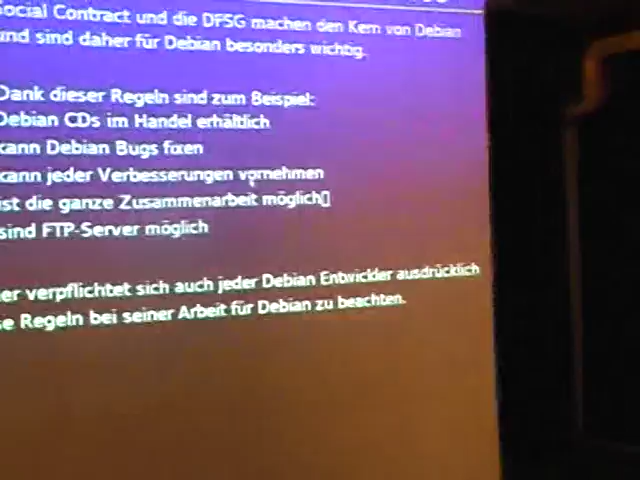 Social Contract und die DFSG machen den Kern von Debian
und sind daher für Debian besonders wichtig.
Dank dieser Regeln sind zum Beispiel:
Debian CDs im Handel erhältlich
kann Debian Bugs fixen
kann jeder Verbesserungen vornehmen
ist die ganze Zusammenarbeit möglich
sind FTP-Server möglich
er verpflichtet sich auch jeder Debian Entwickler ausdrücklich
se Regeln bei seiner Arbeit für Debian zu beachten.